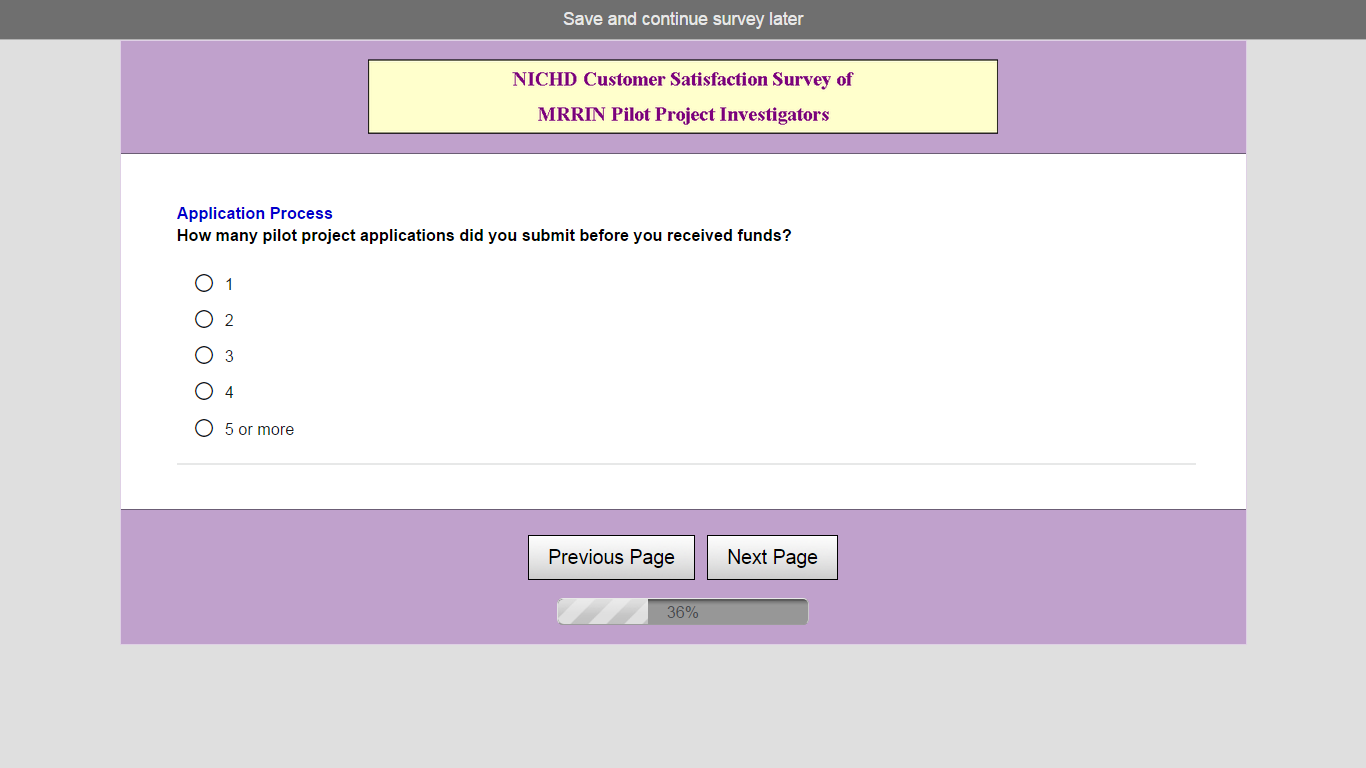 Save and continue survey later
NICHD Customer Satisfaction Survey of
MRRIN Pilot Project Investigators
Application Process
How many pilot project applications did you submit before you received funds?
1
2
3
4
5 or more
Previous Page
Next Page
36%